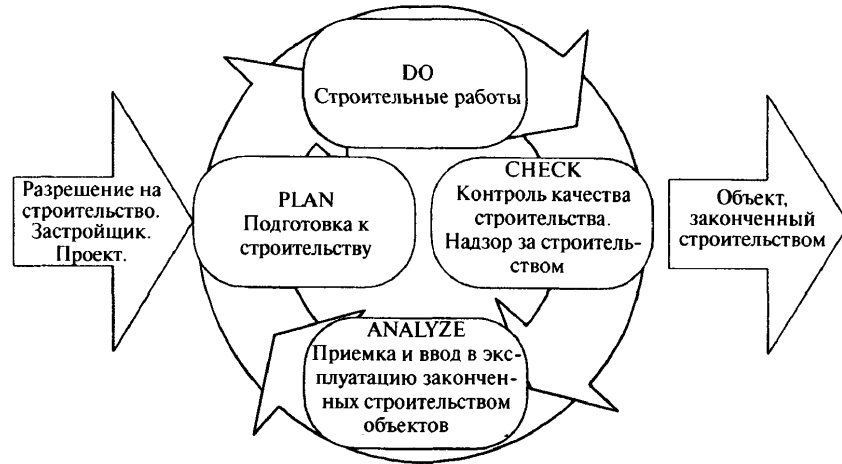 DO
Строительные работы
Разрешение на
строительство.
Застройщик.
Проект.
PLAN
Подготовка к
строительству
CHECK
Контроль качества
строительства.
Надзор за строитель-
ством
Объект,
законченный
строительством
ANALYZE
Приемка и ввод в экс-
плуатацию закончен-
ных строительством
объектов